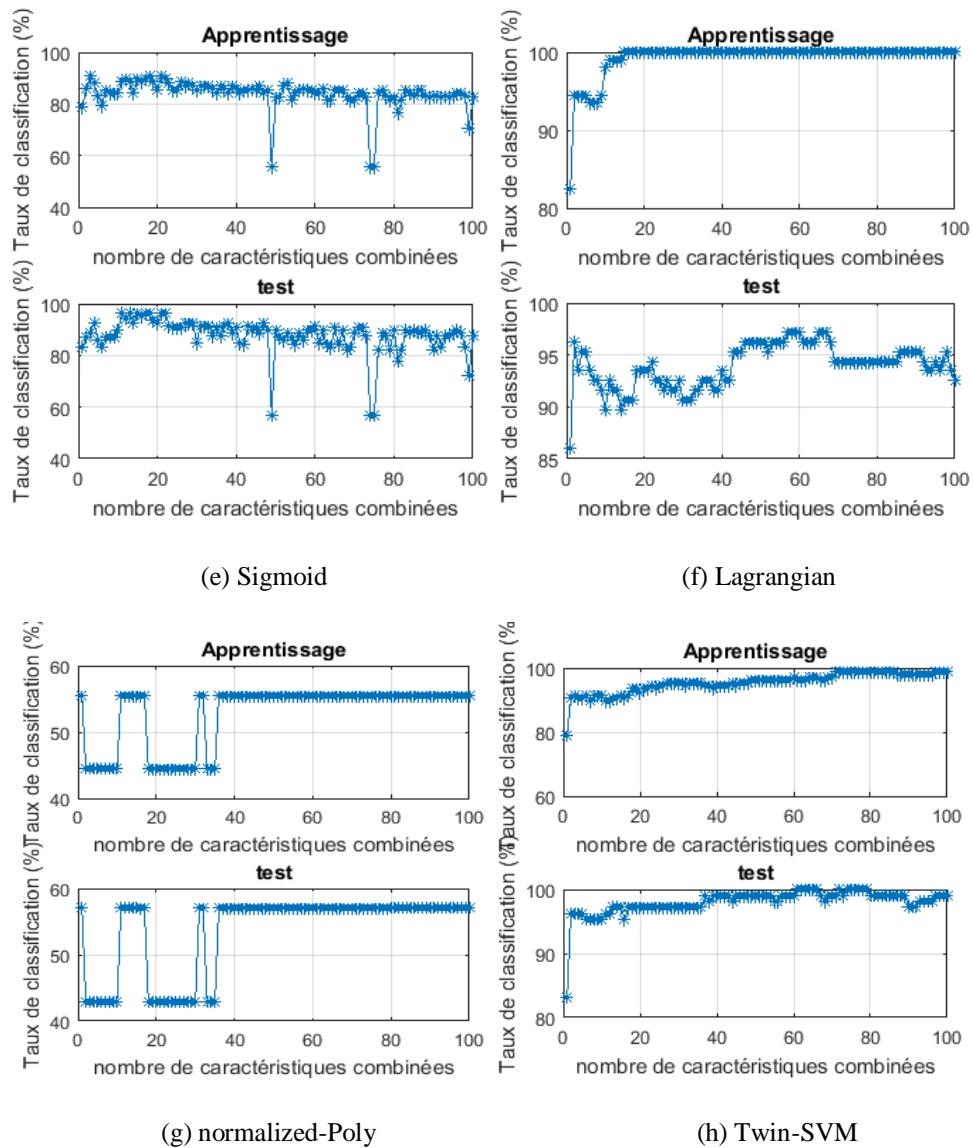 Apprentissage
Taux de classification (%)
100
80
60
40
0 20 40 60 80 100
nombre de caractéristiques combinées
test
Taux de classification (%)
100
80
60
40
0 20 40 60 80 100
nombre de caractéristiques combinées
(e) Sigmoid
Apprentissage
Taux de classification (%)
100
90
80
0 20 40 60 80 100
nombre de caractéristiques combinées
test
Taux de classification (%)
100
95
90
85
0 20 40 60 80 100
nombre de caractéristiques combinées
(f) Lagrangian
Apprentissage
Taux de classification (%)
60
50
40
0 20 40 60 80 100
nombre de caractéristiques combinées
test
Taux de classification (%)
60
50
40
0 20 40 60 80 100
nombre de caractéristiques combinées
(g) normalized-Poly
Apprentissage
Taux de classification (%
100
80
60
0 20 40 60 80 100
nombre de caractéristiques combinées
test
Taux de classification (%)
100
90
80
0 20 40 60 80 100
nombre de caractéristiques combinées
(h) Twin-SVM